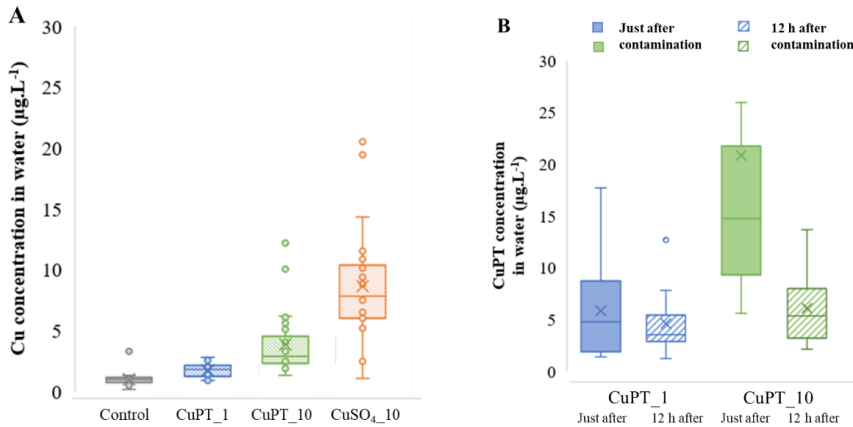 A
Cu concentration in water (µg.L-1)
30
25
20
15
10
5
0
Control CuPT_1 CuPT_10 CuSO4_10
B
Just after contamination
12 h after contamination
CuPT concentration
in water (µg.L-1)
30
25
20
15
10
5
0
CuPT_1 CuPT_10
Just after 12 h after Just after 12 h after